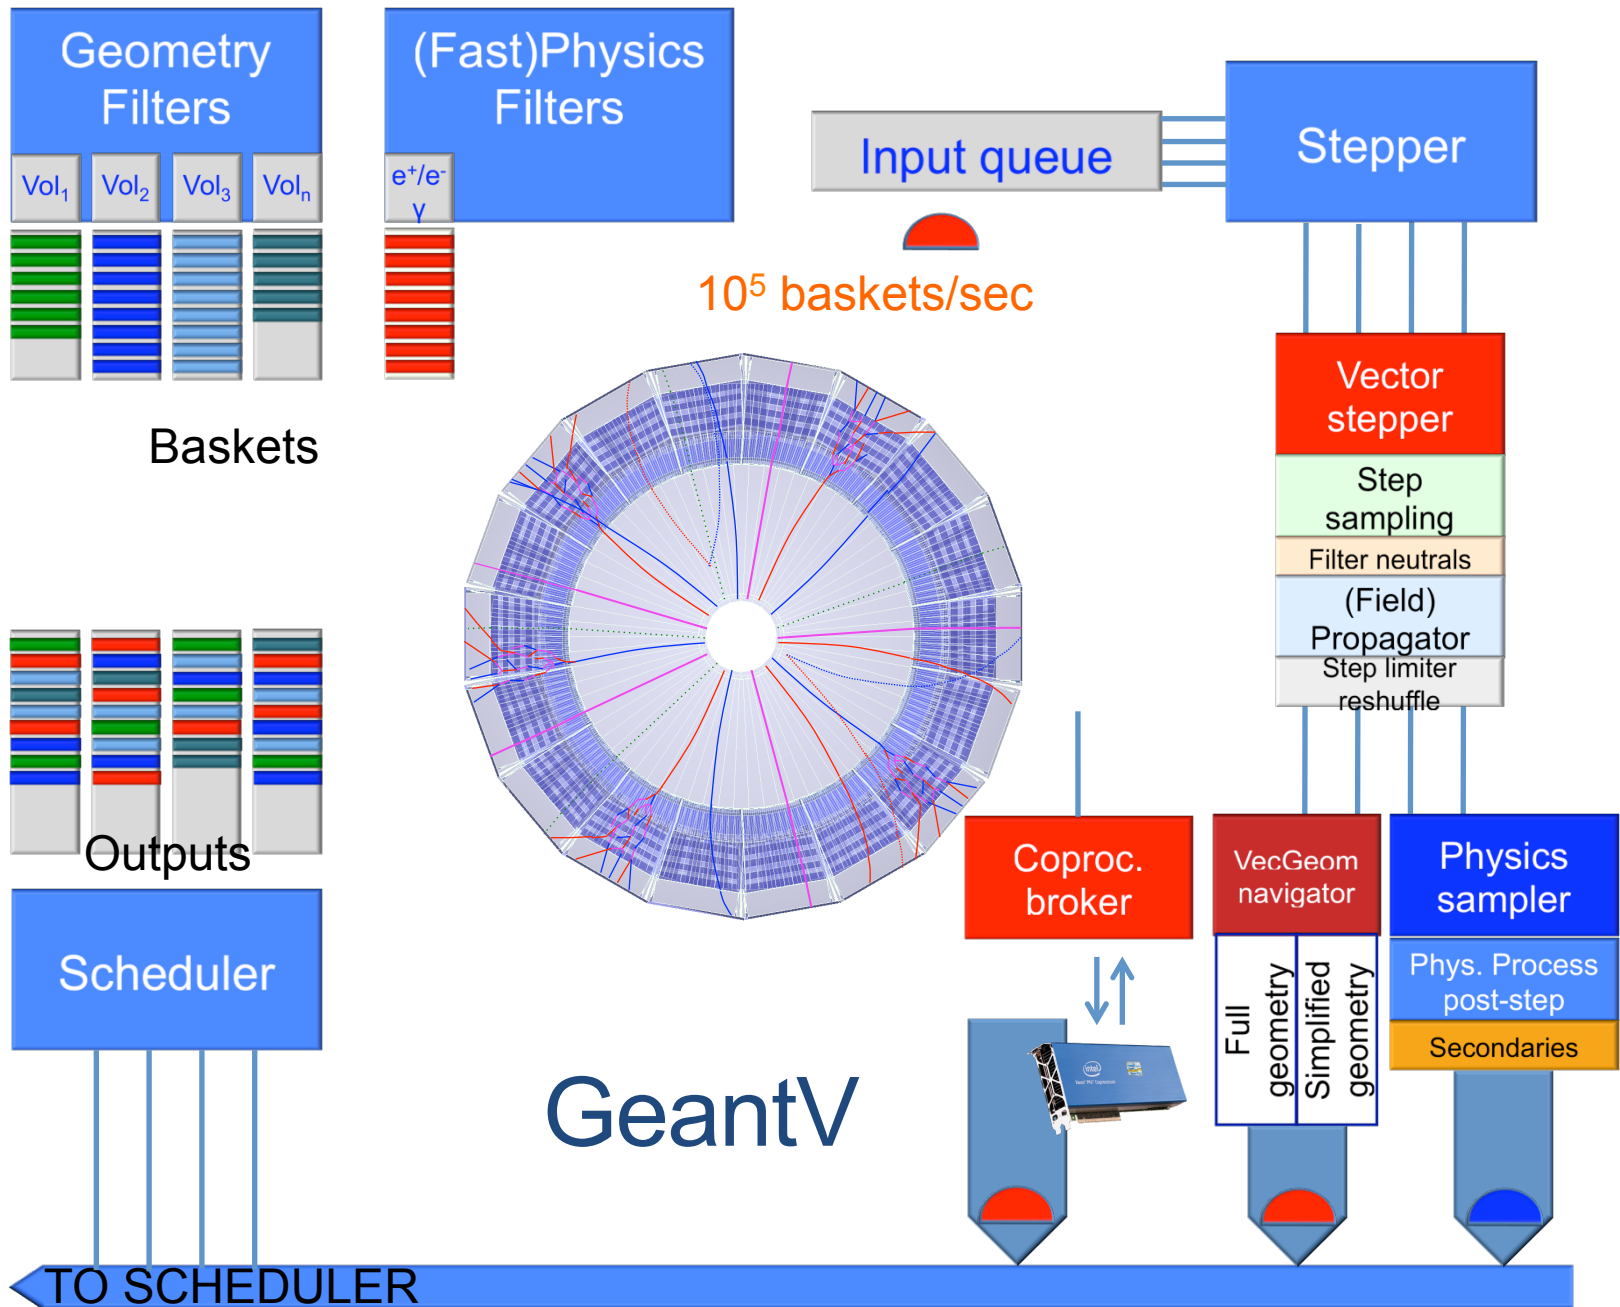 Geometry
Filters
Vol1
Vol2
Vol3
Voln
(Fast)Physics
Filters
e+/e-
γ
Input queue
Stepper
10⁵ baskets/sec
Baskets
Vector
stepper
Step
sampling
Filter neutrals
(Field)
Propagator
Step limiter
reshuffle
Outputs
Scheduler
Coproc.
broker
VecGeom
navigator
Physics
sampler
Full
geometry
Simplified
geometry
Phys. Process
post-step
Secondaries
intel
GeantV
TO SCHEDULER